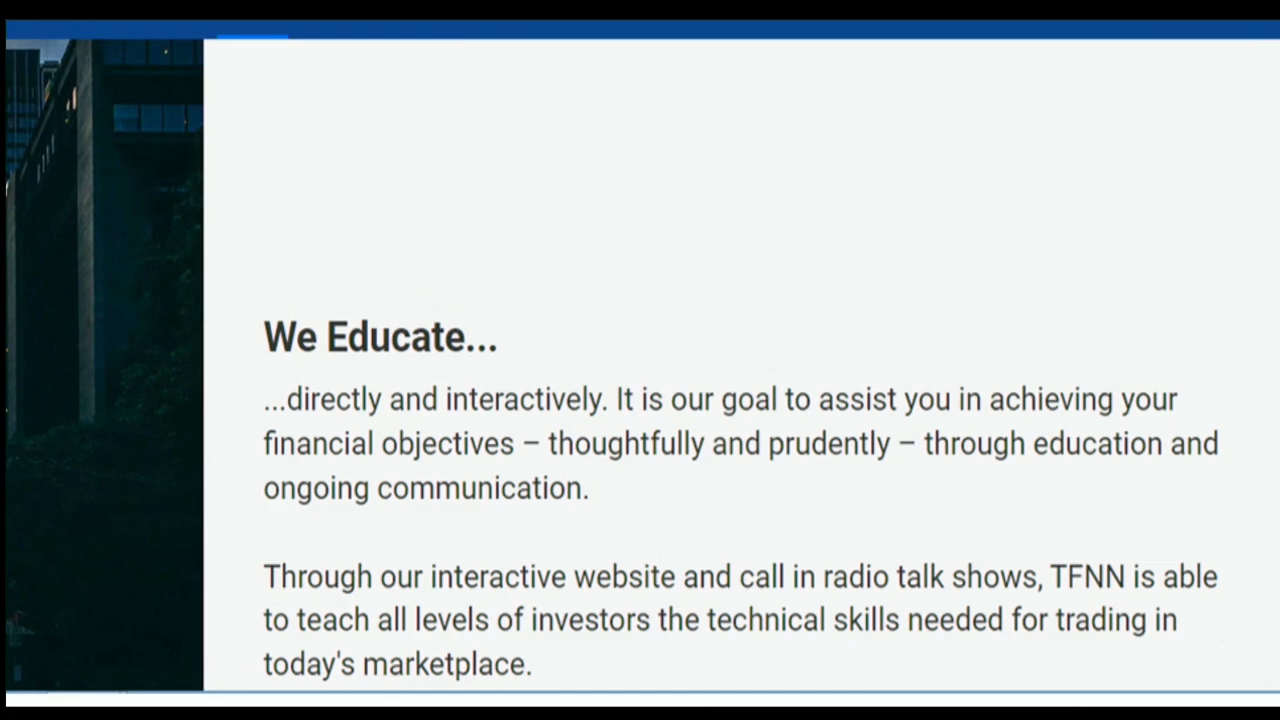 We Educate...
...directly and interactively. It is our goal to assist you in achieving your
financial objectives – thoughtfully and prudently – through education and
ongoing communication.
Through our interactive website and call in radio talk shows, TFNN is able
to teach all levels of investors the technical skills needed for trading in
today's marketplace.